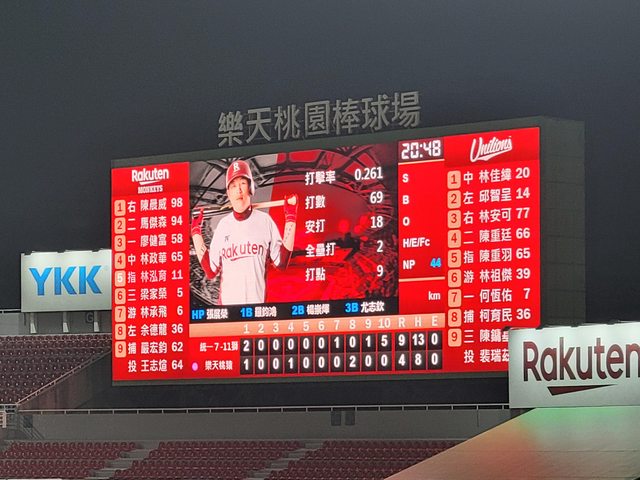 樂天桃園棒球場
Rakuten
MONKEYS
1 右 陳晨威 98
2 二 馬傑森 94
3 一 廖健富 58
4 中 林政華 65
5 指 林泓育 11
6 三 梁家榮 5
7 游 林承飛 6
8 左 余德龍 36
9 捕 嚴宏鈞 62
投 王志煊 64
打擊率 0.261
打數 69
安打 18
全壘打 2
打點 9
Rakuten
HP 張展榮 1B 羅鈞鴻 2B 楊崇煇 3B 尤志欽
1 2 3 4 5 6 7 8 9 10 R H E
統一7-11獅 2 0 0 0 0 1 0 0 1 5 9 13 0
樂天桃猿 1 0 0 1 0 0 0 2 0 0 4 8 0
20:48
S
B
O
H/E/Fc
NP 44
km
Unilions
1 中 林佳緯 20
2 左 邱智呈 14
3 右 林安可 77
4 二 陳重廷 66
5 指 陳重羽 65
6 游 林祖傑 39
7 一 何恆佑 7
8 捕 柯育民 36
9 三 陳鏞
投 裴瑞
YKK
Rakuten